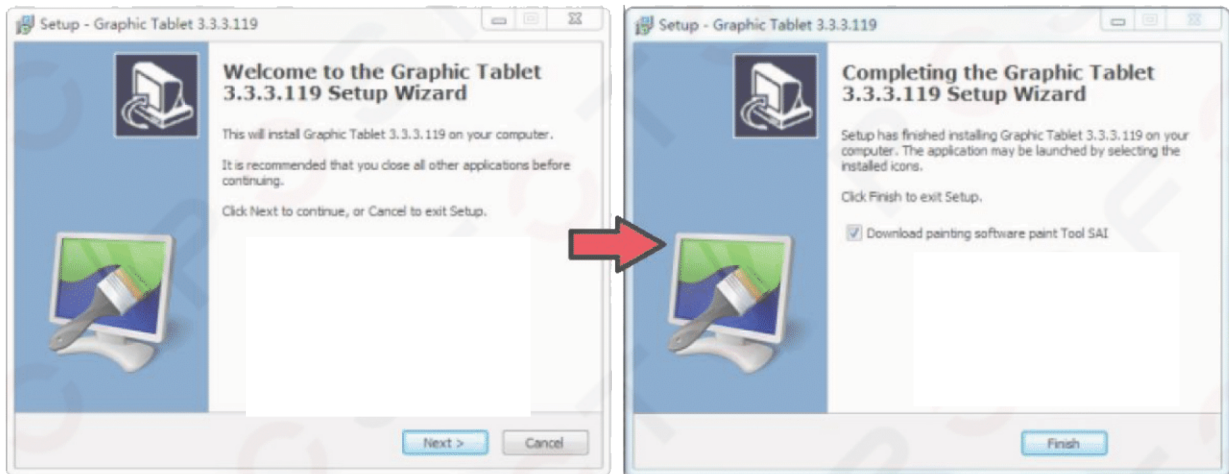 Setup - Graphic Tablet 3.3.3.119
Welcome to the Graphic Tablet
3.3.3.119 Setup Wizard
This will install Graphic Tablet 3.3.3.119 on your computer.
It is recommended that you close all other applications before
continuing.
Click Next to continue, or Cancel to exit Setup.
Next >
Cancel
Setup - Graphic Tablet 3.3.3.119
Completing the Graphic Tablet
3.3.3.119 Setup Wizard
Setup has finished installing Graphic Tablet 3.3.3.119 on your
computer. The application may be launched by selecting the
installed icons.
Click Finish to exit Setup.
Download painting software paint Tool SAI
Finish